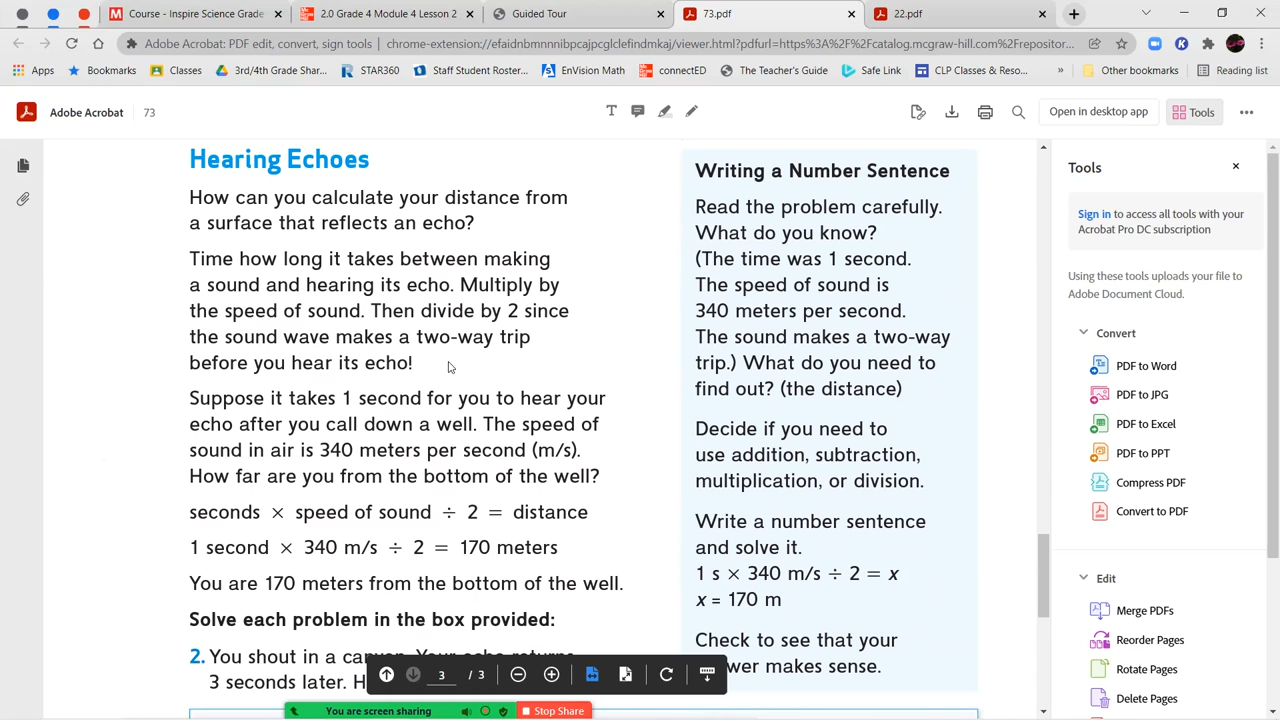 Course - Inspire Science Grade
2.0 Grade 4 Module 4 Lesson
Guided Tour
73.pdf
22.pdf
Adobe Acrobat: PDF edit, convert, sign tools | chrome-extension://efaidnbmnnnibpcajpcglclefindmkaj/viewer.html?pdfurl=https%3A%2F%2Fcatalog.mcgraw-hill.com%2Frepositor...
Apps
Bookmarks
Classes
3rd/4th Grade Shar...
STAR360
Staff Student Roster...
EnVision Math
connectED
The Teacher's Guide
Safe Link
CLP Classes & Reso...
»
Other bookmarks
Reading list
Adobe Acrobat
73
Open in desktop app
Tools
Hearing Echoes
How can you calculate your distance from
a surface that reflects an echo?
Time how long it takes between making
a sound and hearing its echo. Multiply by
the speed of sound. Then divide by 2 since
the sound wave makes a two-way trip
before you hear its echo!
Suppose it takes 1 second for you to hear your
echo after you call down a well. The speed of
sound in air is 340 meters per second (m/s).
How far are you from the bottom of the well?
seconds × speed of sound ÷ 2 = distance
1 second × 340 m/s ÷ 2 = 170 meters
You are 170 meters from the bottom of the well.
Solve each problem in the box provided:
2. You shout in a canyon. Your echo returns
3 seconds later. H
Writing a Number Sentence
Read the problem carefully.
What do you know?
(The time was 1 second.
The speed of sound is
340 meters per second.
The sound makes a two-way
trip.) What do you need to
find out? (the distance)
Decide if you need to
use addition, subtraction,
multiplication, or division.
Write a number sentence
and solve it.
1 s × 340 m/s ÷ 2 = x
x = 170 m
Check to see that your
wer makes sense.
3 / 3
You are screen sharing
Stop Share
Tools
Sign in to access all tools with your
Acrobat Pro DC subscription
Using these tools uploads your file to
Adobe Document Cloud.
Convert
PDF to Word
PDF to JPG
PDF to Excel
PDF to PPT
Compress PDF
Convert to PDF
Edit
Merge PDFs
Reorder Pages
Rotate Pages
Delete Pages